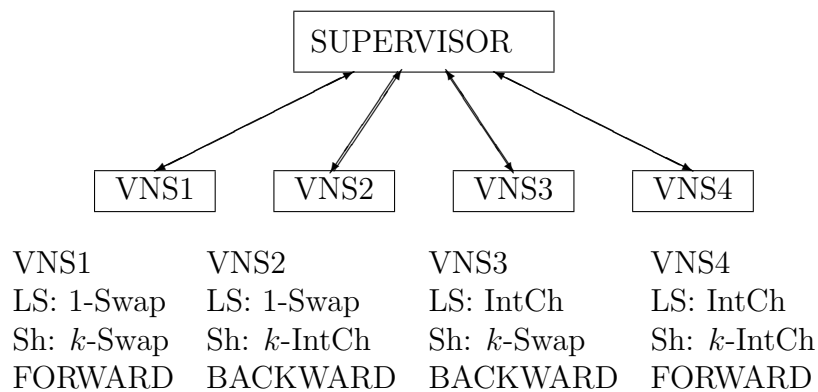 SUPERVISOR
VNS1 VNS2 VNS3 VNS4
VNS1 VNS2 VNS3 VNS4
LS: 1-Swap LS: 1-Swap LS: IntCh LS: IntCh
Sh: k-Swap Sh: k-IntCh Sh: k-Swap Sh: k-IntCh
FORWARD BACKWARD BACKWARD FORWARD